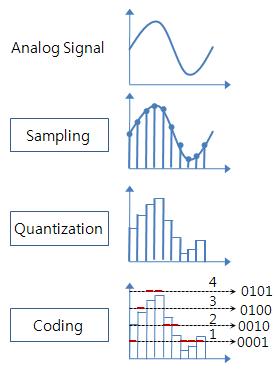 Analog Signal
Sampling
Quantization
Coding
4
0101
3
0100
2
0010
1
0001